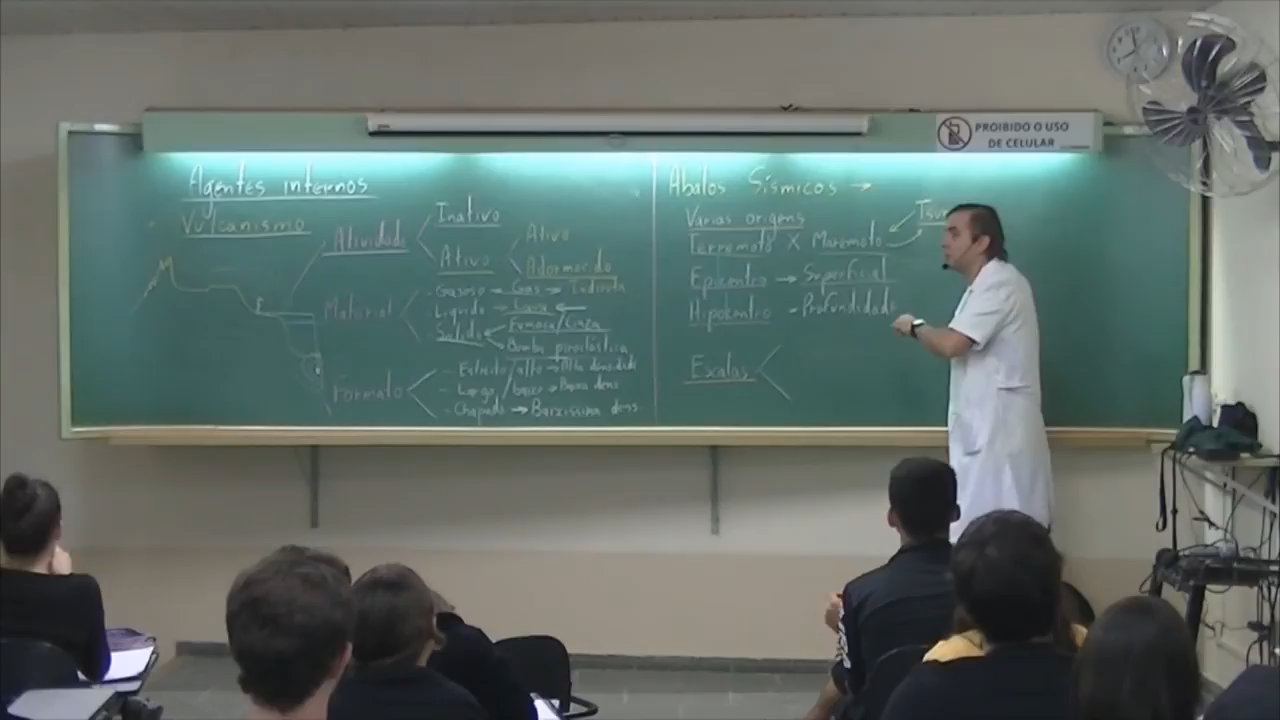 PROIBIDO O USO
DE CELULAR
Agentes internos
Vulcanismo
Atividade
Inativo
Ativo
Ativo
Adormecido
Material
- Gasoso → Gás →
- Líquido → Lava ←
- Sólido
Fumaça/Cinza
Bomba piroclástica
Formato
- Estreito/alto → Alta densidade
- Largo/baixo → Baixa dens
- Chapado → Baixíssima dens
Abalos Sísmicos →
Várias origens
Terremoto X Maremoto
Tsu
Epicentro → Superficial
Hipocentro - Profundidade
Escalas